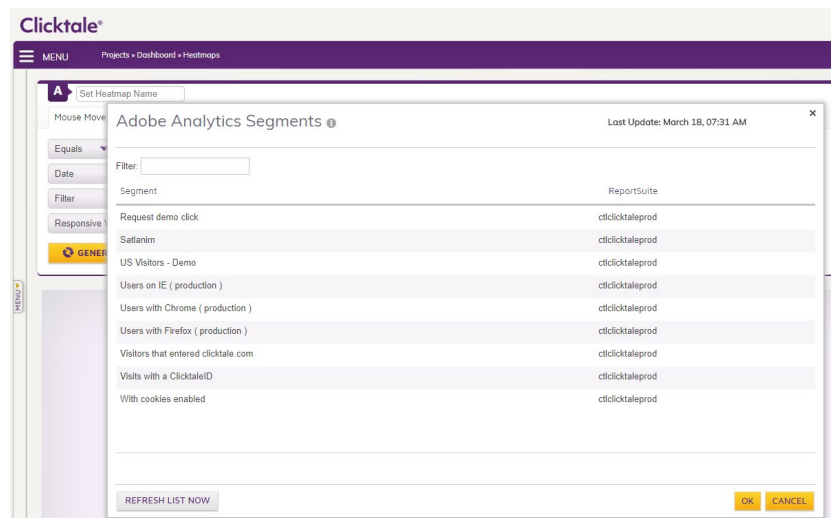 Clicktale®
MENU Projects » Dashboard » Heatmaps
A Set Heatmap Name
Mouse Move
Adobe Analytics Segments Last Update: March 18, 07:31 AM ×
Equals
Date
Filter
Responsive
GENER
MENU
Filter:
Segment ReportSuite
Request demo click ctlclicktaleprod
Satlanim ctlclicktaleprod
US Visitors - Demo ctlclicktaleprod
Users on IE ( production ) ctlclicktaleprod
Users with Chrome ( production ) ctlclicktaleprod
Users with Firefox ( production ) ctlclicktaleprod
Visitors that entered clicktale.com ctlclicktaleprod
Visits with a ClicktaleID ctlclicktaleprod
With cookies enabled ctlclicktaleprod
REFRESH LIST NOW OK CANCEL